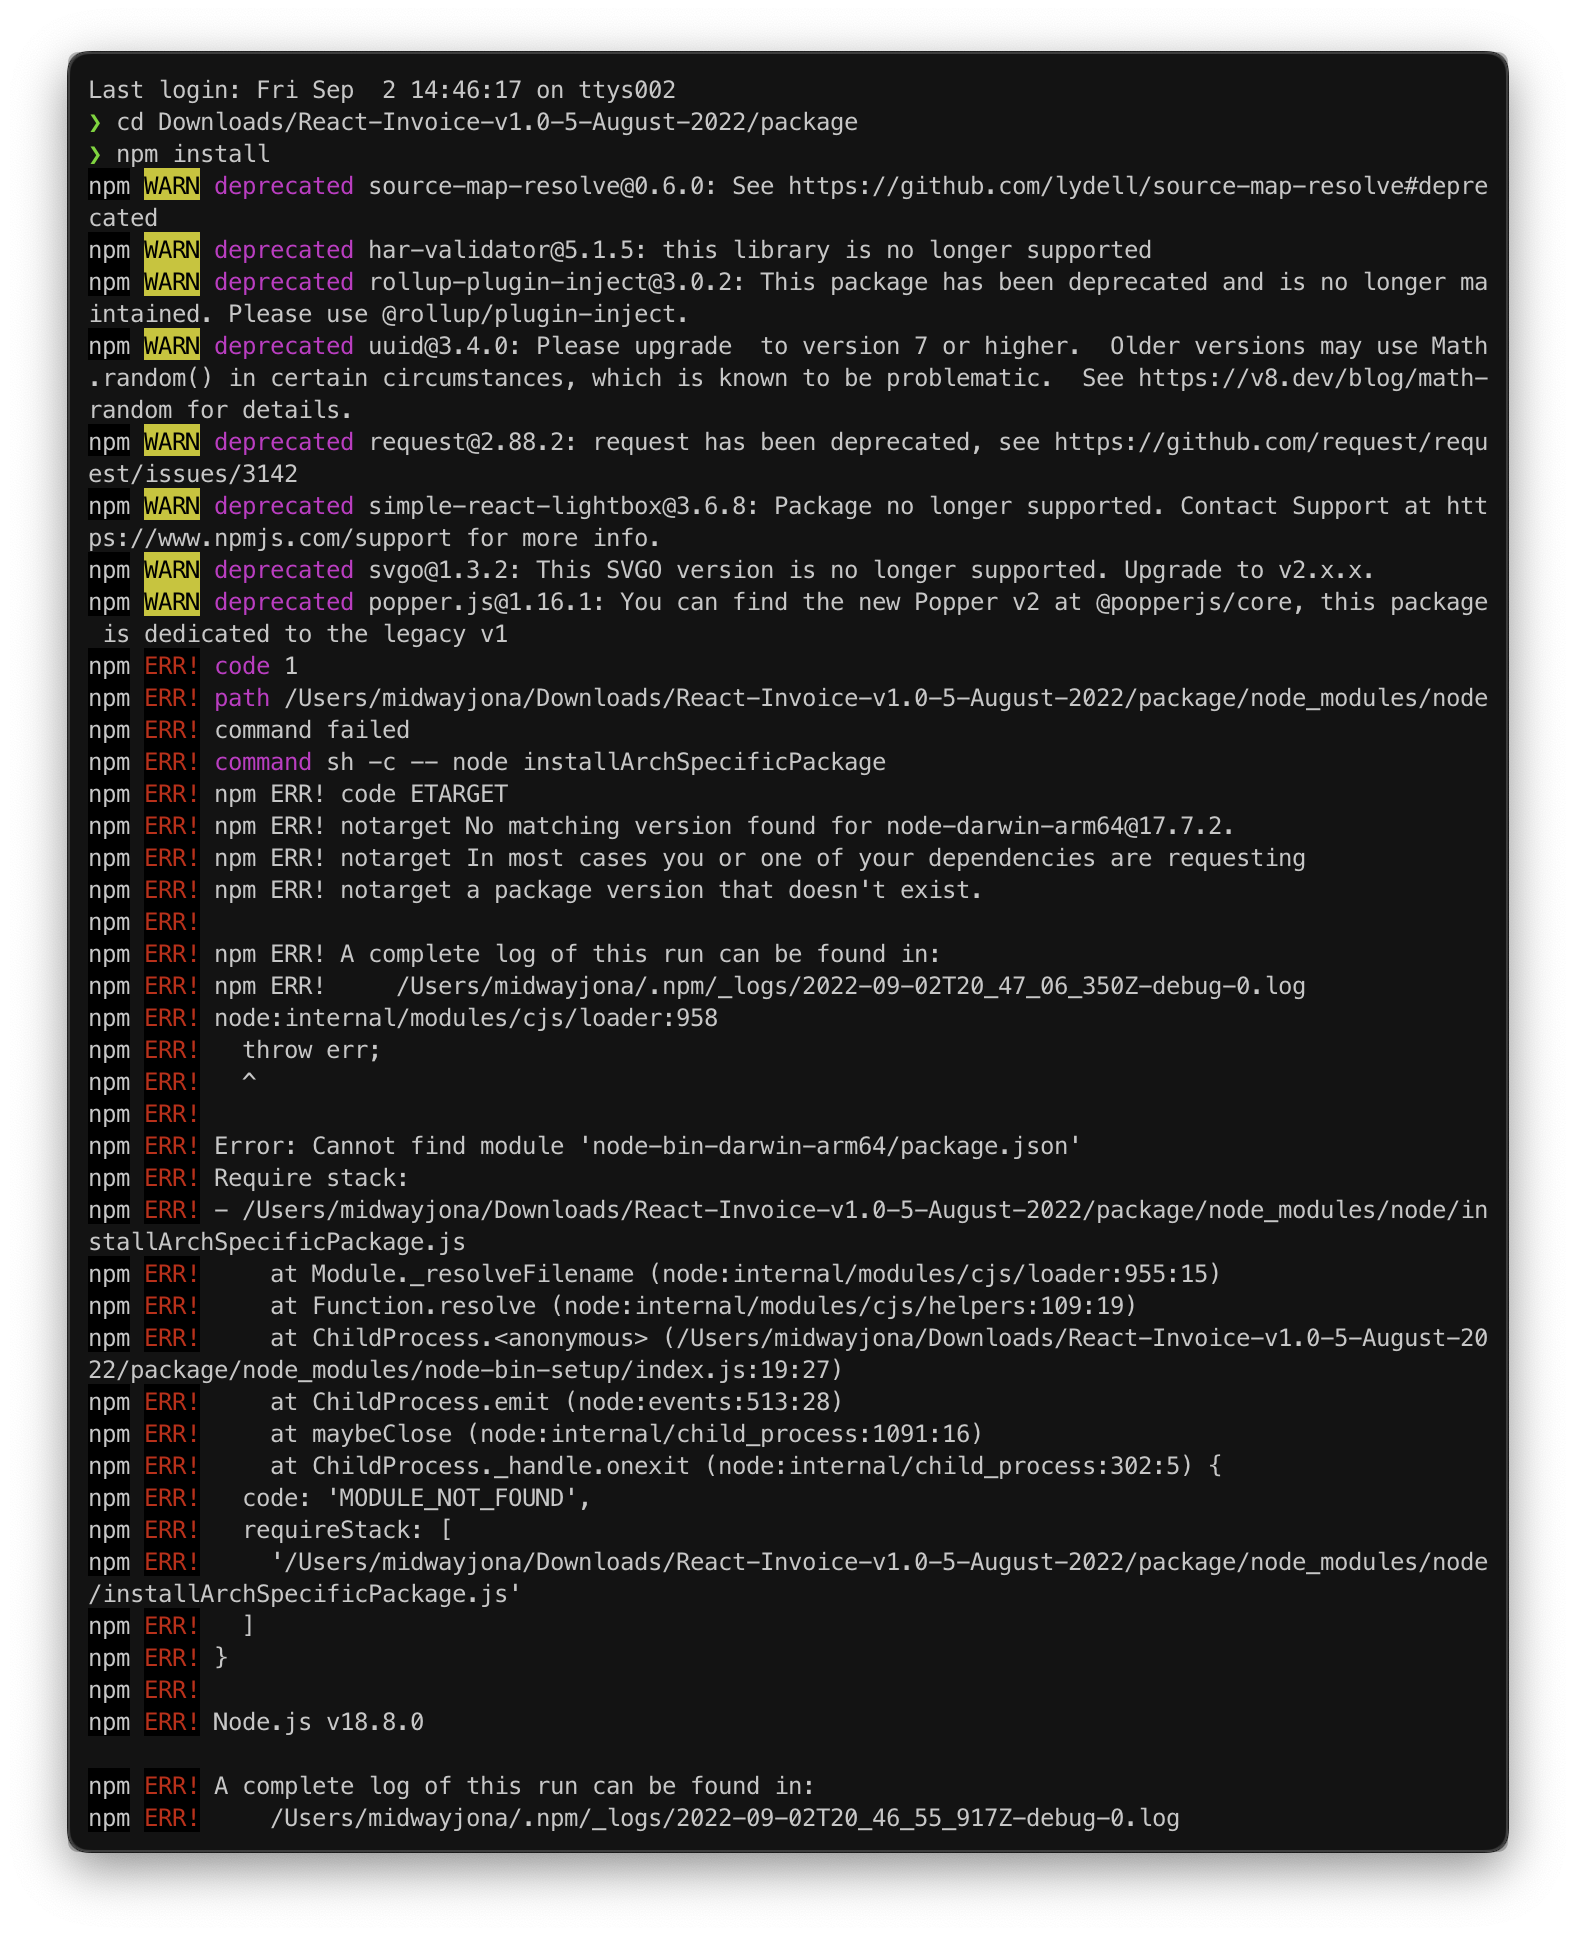 Last login: Fri Sep  2 14:46:17 on ttys002
❯ cd Downloads/React-Invoice-v1.0-5-August-2022/package
❯ npm install
npm WARN deprecated source-map-resolve@0.6.0: See https://github.com/lydell/source-map-resolve#depre
cated
npm WARN deprecated har-validator@5.1.5: this library is no longer supported
npm WARN deprecated rollup-plugin-inject@3.0.2: This package has been deprecated and is no longer ma
intained. Please use @rollup/plugin-inject.
npm WARN deprecated uuid@3.4.0: Please upgrade  to version 7 or higher.  Older versions may use Math
.random() in certain circumstances, which is known to be problematic.  See https://v8.dev/blog/math-
random for details.
npm WARN deprecated request@2.88.2: request has been deprecated, see https://github.com/request/requ
est/issues/3142
npm WARN deprecated simple-react-lightbox@3.6.8: Package no longer supported. Contact Support at htt
ps://www.npmjs.com/support for more info.
npm WARN deprecated svgo@1.3.2: This SVGO version is no longer supported. Upgrade to v2.x.x.
npm WARN deprecated popper.js@1.16.1: You can find the new Popper v2 at @popperjs/core, this package
 is dedicated to the legacy v1
npm ERR! code 1
npm ERR! path /Users/midwayjona/Downloads/React-Invoice-v1.0-5-August-2022/package/node_modules/node
npm ERR! command failed
npm ERR! command sh -c -- node installArchSpecificPackage
npm ERR! npm ERR! code ETARGET
npm ERR! npm ERR! notarget No matching version found for node-darwin-arm64@17.7.2.
npm ERR! npm ERR! notarget In most cases you or one of your dependencies are requesting
npm ERR! npm ERR! notarget a package version that doesn't exist.
npm ERR!
npm ERR! npm ERR! A complete log of this run can be found in:
npm ERR! npm ERR!     /Users/midwayjona/.npm/_logs/2022-09-02T20_47_06_350Z-debug-0.log
npm ERR! node:internal/modules/cjs/loader:958
npm ERR!   throw err;
npm ERR!   ^
npm ERR!
npm ERR! Error: Cannot find module 'node-bin-darwin-arm64/package.json'
npm ERR! Require stack:
npm ERR! - /Users/midwayjona/Downloads/React-Invoice-v1.0-5-August-2022/package/node_modules/node/in
stallArchSpecificPackage.js
npm ERR!     at Module._resolveFilename (node:internal/modules/cjs/loader:955:15)
npm ERR!     at Function.resolve (node:internal/modules/cjs/helpers:109:19)
npm ERR!     at ChildProcess.<anonymous> (/Users/midwayjona/Downloads/React-Invoice-v1.0-5-August-20
22/package/node_modules/node-bin-setup/index.js:19:27)
npm ERR!     at ChildProcess.emit (node:events:513:28)
npm ERR!     at maybeClose (node:internal/child_process:1091:16)
npm ERR!     at ChildProcess._handle.onexit (node:internal/child_process:302:5) {
npm ERR!   code: 'MODULE_NOT_FOUND',
npm ERR!   requireStack: [
npm ERR!     '/Users/midwayjona/Downloads/React-Invoice-v1.0-5-August-2022/package/node_modules/node
/installArchSpecificPackage.js'
npm ERR!   ]
npm ERR! }
npm ERR!
npm ERR! Node.js v18.8.0
npm ERR! A complete log of this run can be found in:
npm ERR!     /Users/midwayjona/.npm/_logs/2022-09-02T20_46_55_917Z-debug-0.log